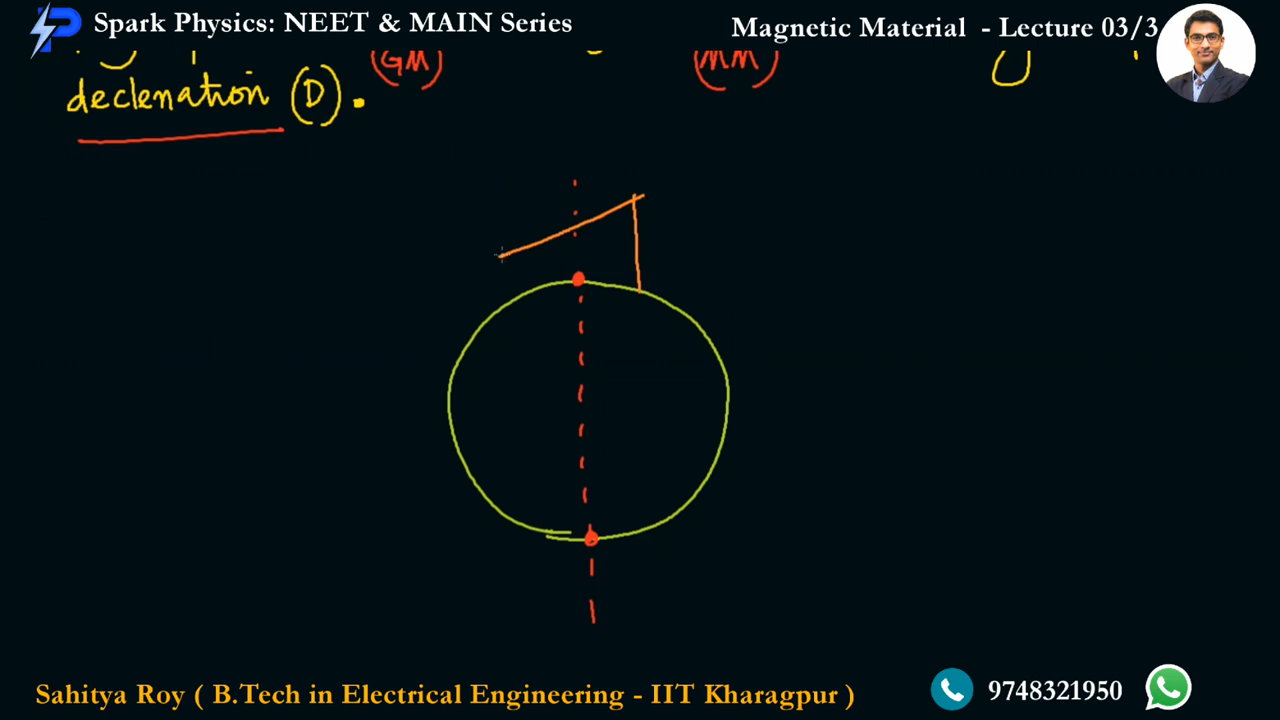 Spark Physics: NEET & MAIN Series
Magnetic Material - Lecture 03/3
(GM)
(MM)
declenation (D).
Sahitya Roy ( B.Tech in Electrical Engineering - IIT Kharagpur )
9748321950